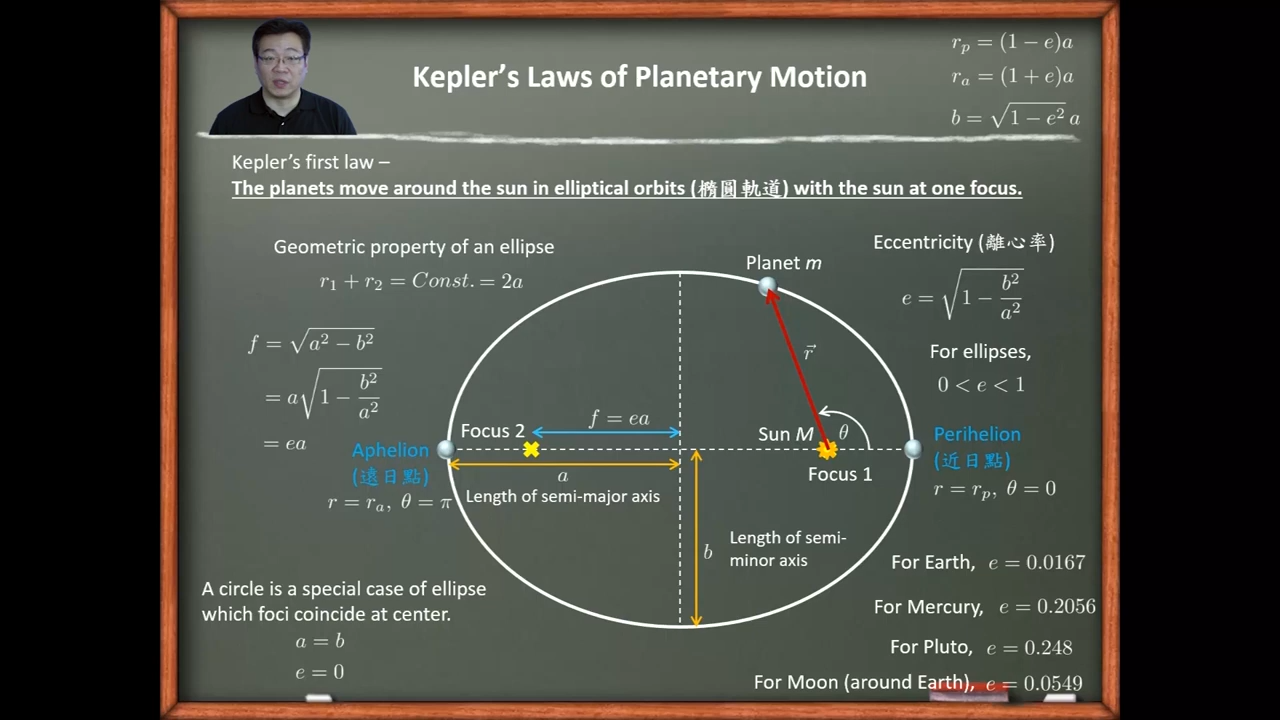 Kepler's Laws of Planetary Motion
r_p = (1 − e)a
r_a = (1 + e)a
b = √(1 − e²) a
Kepler's first law –
The planets move around the sun in elliptical orbits (橢圓軌道) with the sun at one focus.
Geometric property of an ellipse
r₁ + r₂ = Const. = 2a
f = √(a² − b²)
= a√(1 − b²/a²)
= ea
Eccentricity (離心率)
e = √(1 − b²/a²)
For ellipses,
0 < e < 1
Planet m
r⃗
f = ea
Focus 2
Sun M
θ
Focus 1
Aphelion
(遠日點)
r = r_a, θ = π
Perihelion
(近日點)
r = r_p, θ = 0
a
Length of semi-major axis
b
Length of semi-
minor axis
A circle is a special case of ellipse
which foci coincide at center.
a = b
e = 0
For Earth, e = 0.0167
For Mercury, e = 0.2056
For Pluto, e = 0.248
For Moon (around Earth), e = 0.0549